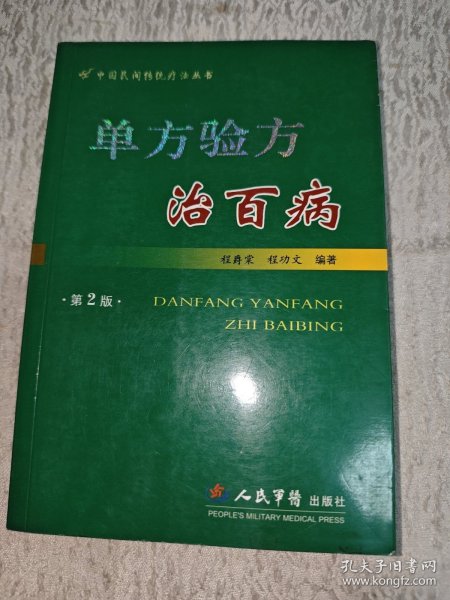 中国民间传统疗法丛书
单方验方
治百病
程爵棠 程功文 编著
·第2版·
DANFANG YANFANG
ZHI BAIBING
人民军醫 出版社
PEOPLE'S MILITARY MEDICAL PRESS
孔夫子旧书网
www.kongfz.com